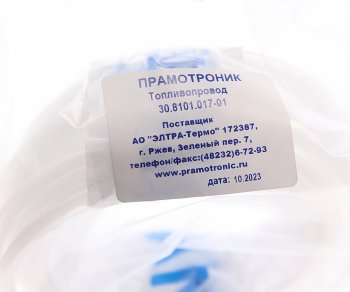 ПРАМОТРОНИК
Топливопровод
30.8101.017-01
Поставщик
АО "ЭЛТРА-Термо" 172387,
г. Ржев, Зеленый пер. 7,
телефон/факс:(48232)6-72-93
www.pramotronic.ru
дата: 10.2023